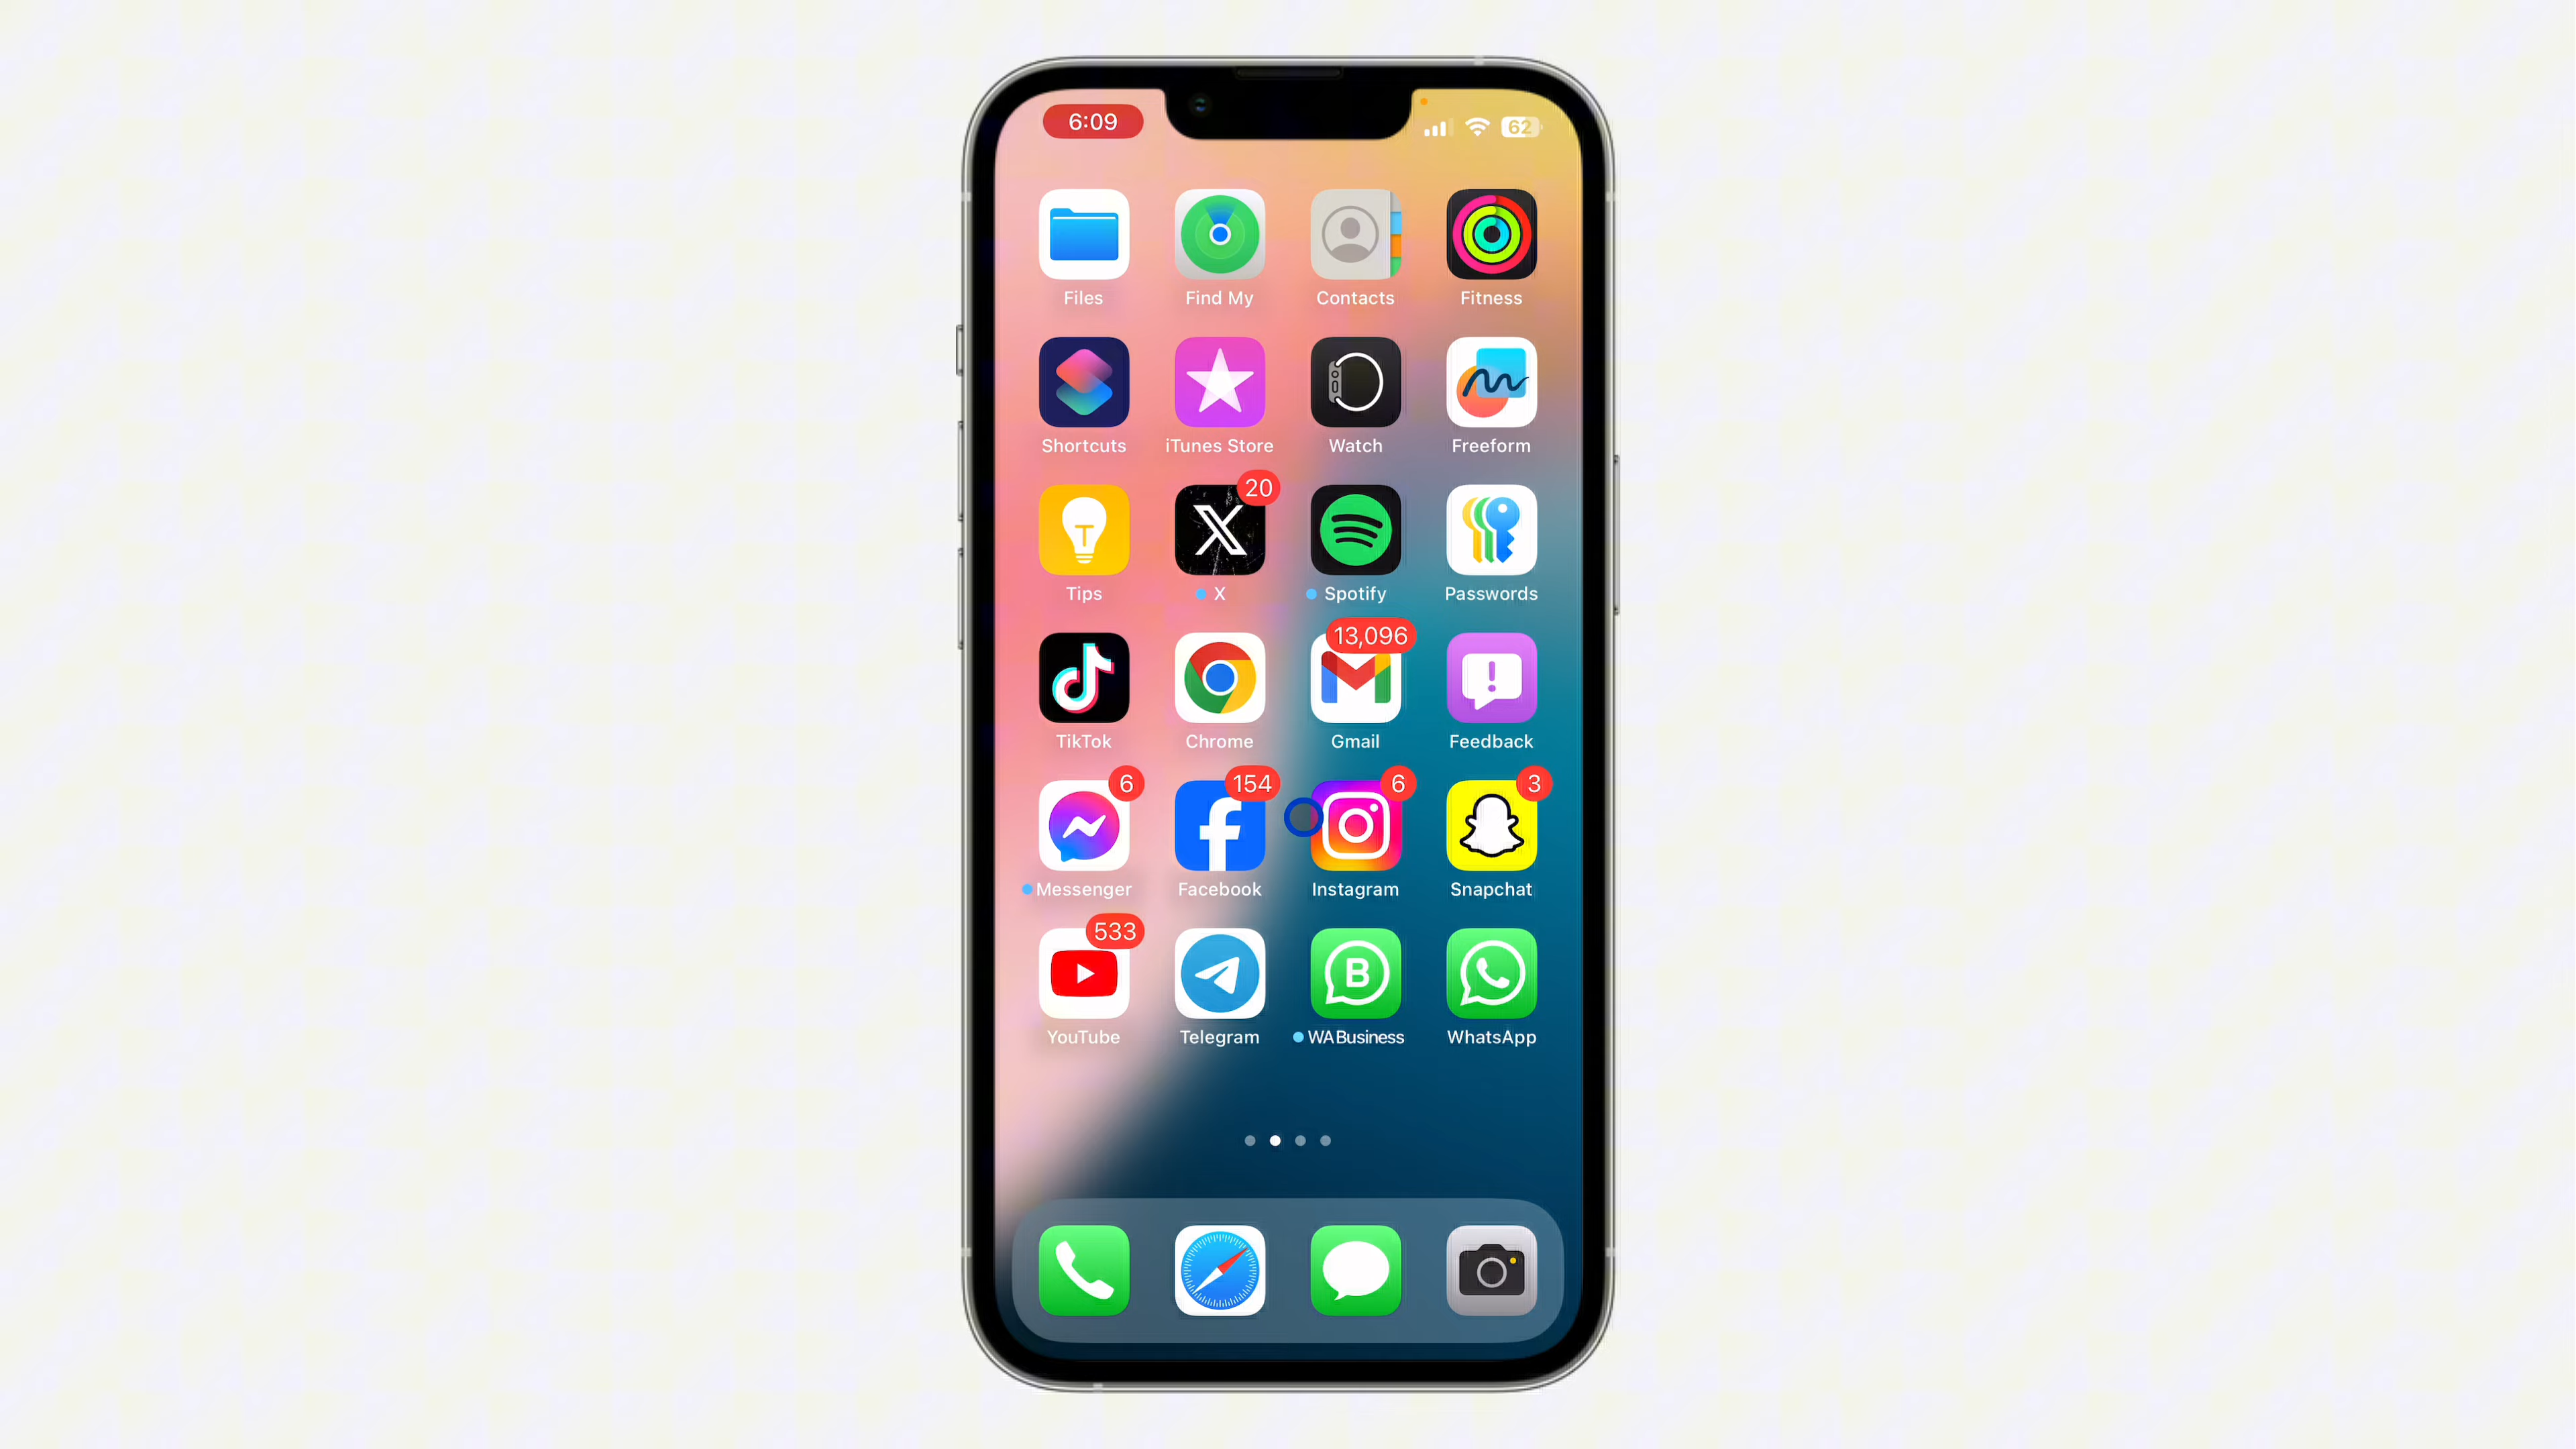 6:09
62
Files Find My Contacts Fitness
Shortcuts iTunes Store Watch Freeform
20
Tips X Spotify Passwords
13,096
TikTok Chrome Gmail Feedback
6 154 6 3
Messenger Facebook Instagram Snapchat
533
B
YouTube Telegram WA Business WhatsApp